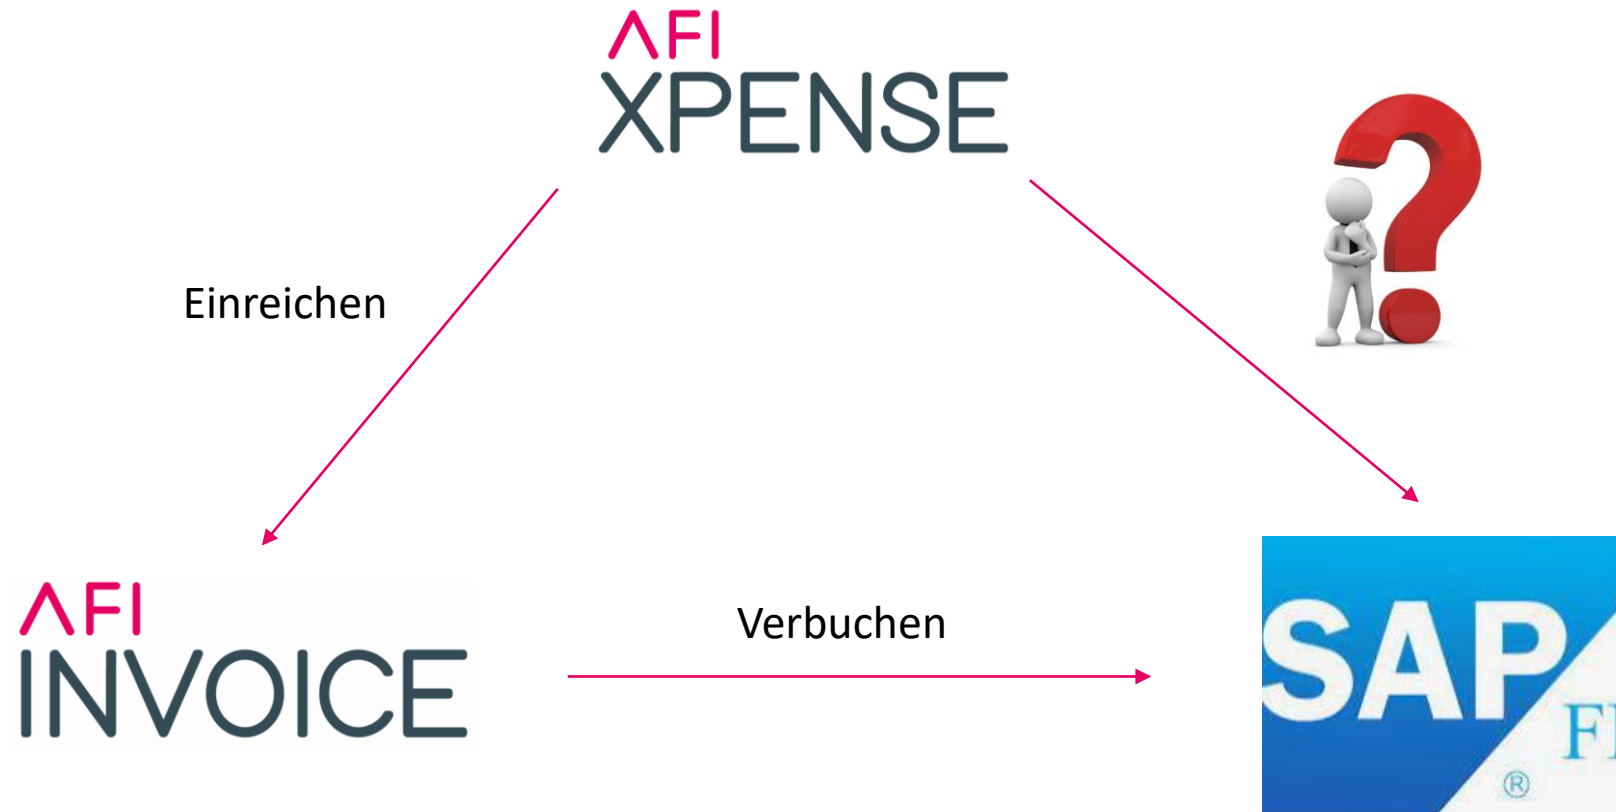 AFI
XPENSE
Einreichen
AFI
INVOICE
Verbuchen
SAP
®